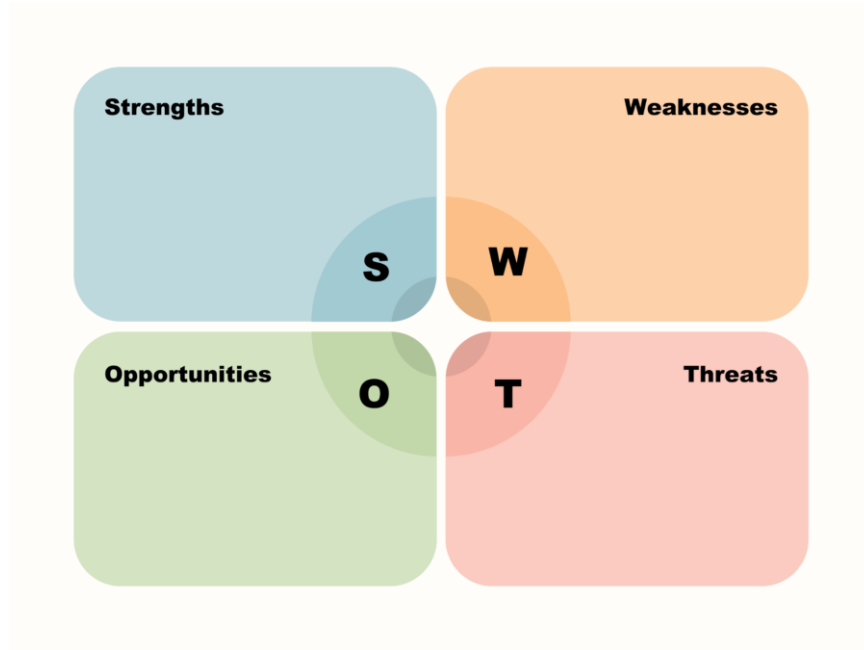 Strengths
Weaknesses
S
W
Opportunities
Threats
O
T